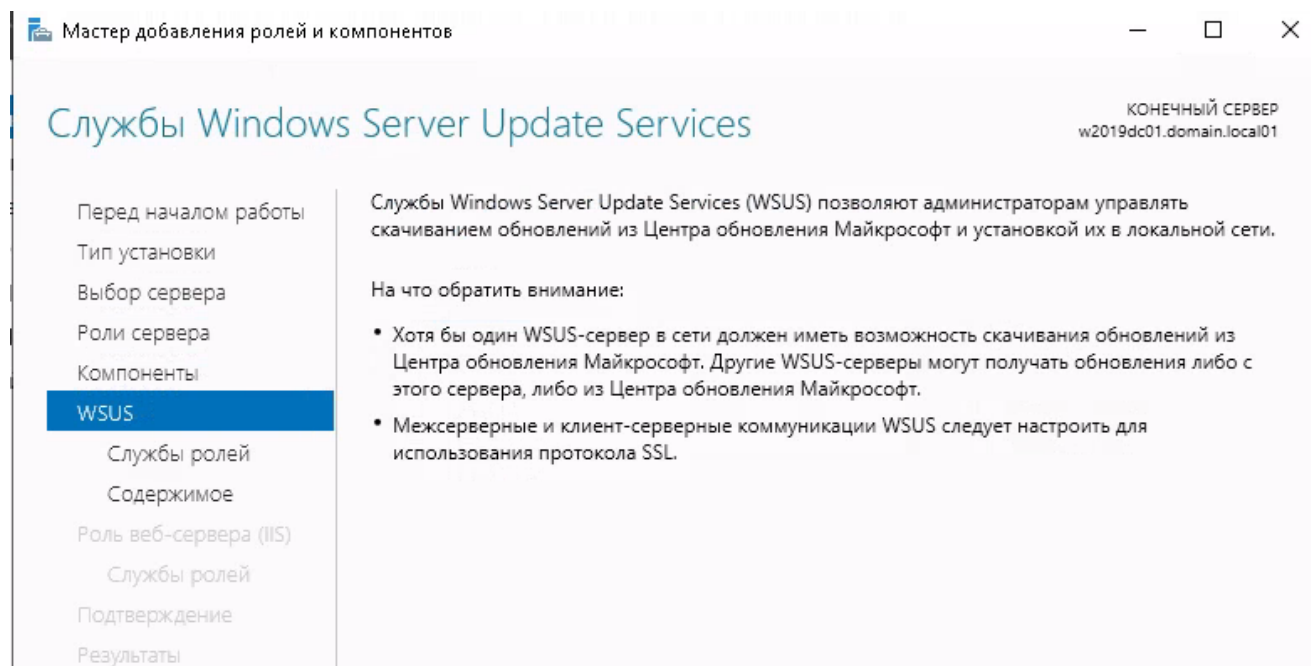 Мастер добавления ролей и компонентов
Службы Windows Server Update Services
КОНЕЧНЫЙ СЕРВЕР
w2019dc01.domain.local01
Перед началом работы
Тип установки
Выбор сервера
Роли сервера
Компоненты
WSUS
Службы ролей
Содержимое
Роль веб-сервера (IIS)
Службы ролей
Подтверждение
Результаты
Службы Windows Server Update Services (WSUS) позволяют администраторам управлять
скачиванием обновлений из Центра обновления Майкрософт и установкой их в локальной сети.
На что обратить внимание:
• Хотя бы один WSUS-сервер в сети должен иметь возможность скачивания обновлений из
Центра обновления Майкрософт. Другие WSUS-серверы могут получать обновления либо с
этого сервера, либо из Центра обновления Майкрософт.
• Межсерверные и клиент-серверные коммуникации WSUS следует настроить для
использования протокола SSL.